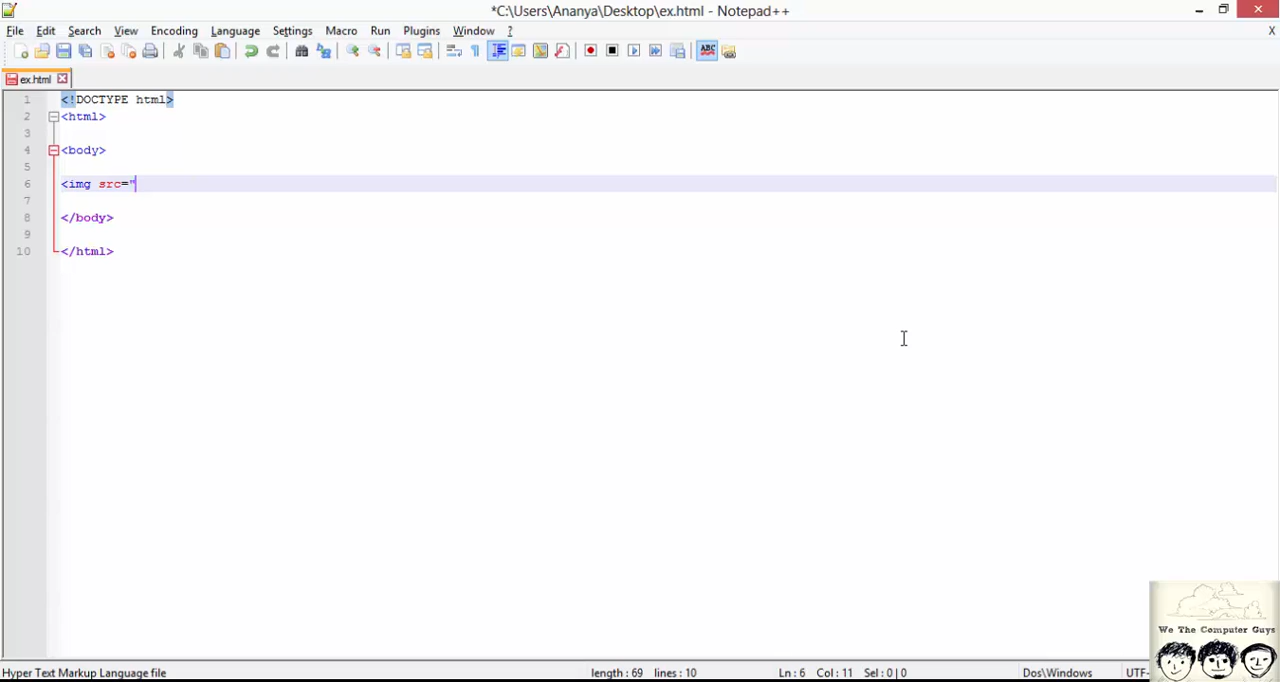 *C:\Users\Ananya\Desktop\ex.html - Notepad++
File Edit Search View Encoding Language Settings Macro Run Plugins Window ? X
ABC
ex.html
1 <!DOCTYPE html>
2 <html>
3
4 <body>
5
6 <img src="
7
8 </body>
9
10 </html>
We The Computer Guys
Hyper Text Markup Language file length : 69 lines : 10 Ln : 6 Col : 11 Sel : 0 | 0 Dos\Windows UTF-